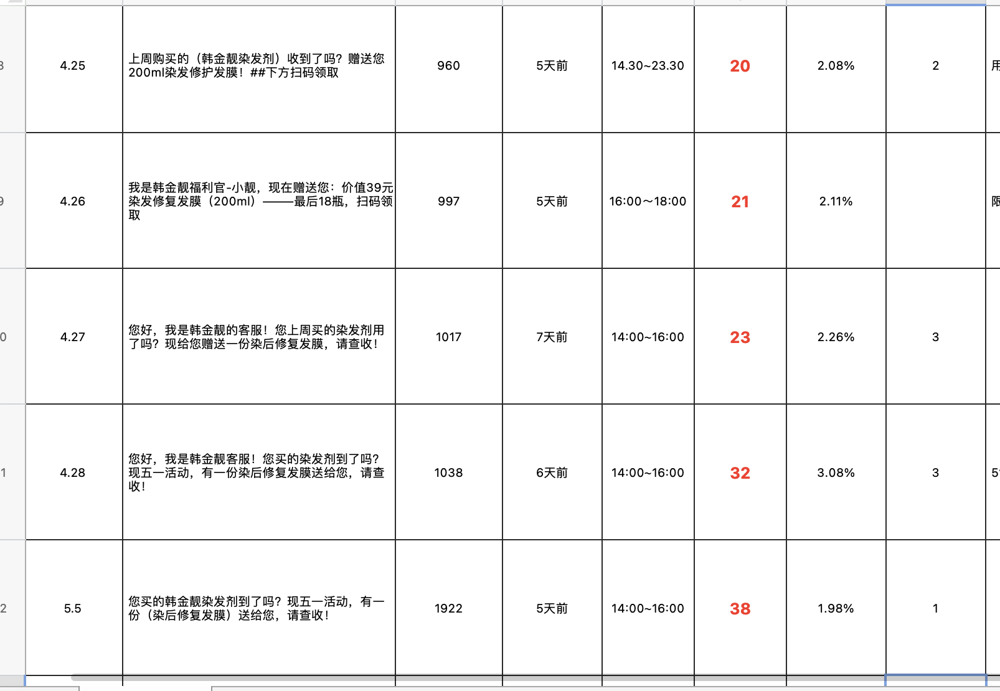 4.25
上周购买的（韩金靓染发剂）收到了吗？赠送您
200ml染发修护发膜！##下方扫码领取
960
5天前
14.30~23.30
20
2.08%
2
用
9
4.26
我是韩金靓福利官-小靓，现在赠送您：价值39元
染发修复发膜（200ml）———最后18瓶，扫码领
取
997
5天前
16:00～18:00
21
2.11%
限
0
4.27
您好，我是韩金靓的客服！您上周买的染发剂用
了吗？现给您赠送一份染后修复发膜，请查收！
1017
7天前
14:00~16:00
23
2.26%
3
1
4.28
您好，我是韩金靓客服！您买的染发剂到了吗？
现五一活动，有一份染后修复发膜送给您，请查
收！
1038
6天前
14:00~16:00
32
3.08%
3
5
2
5.5
您买的韩金靓染发剂到了吗？现五一活动，有一
份（染后修复发膜）送给您，请查收！
1922
5天前
14:00~16:00
38
1.98%
1